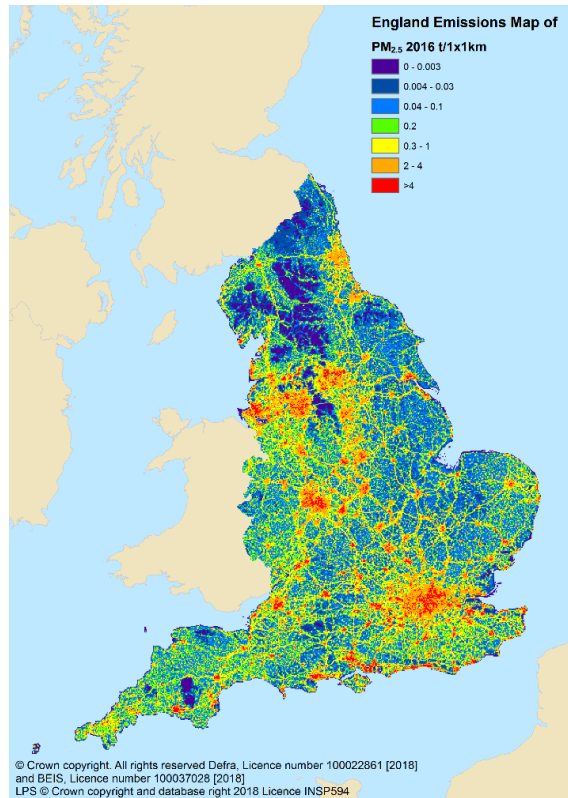 England Emissions Map of
PM2.5 2016 t/1x1km
0 - 0.003
0.004 - 0.03
0.04 - 0.1
0.2
0.3 - 1
2 - 4
>4
© Crown copyright. All rights reserved Defra, Licence number 100022861 [2018]
and BEIS, Licence number 100037028 [2018]
LPS © Crown copyright and database right 2018 Licence INSP594